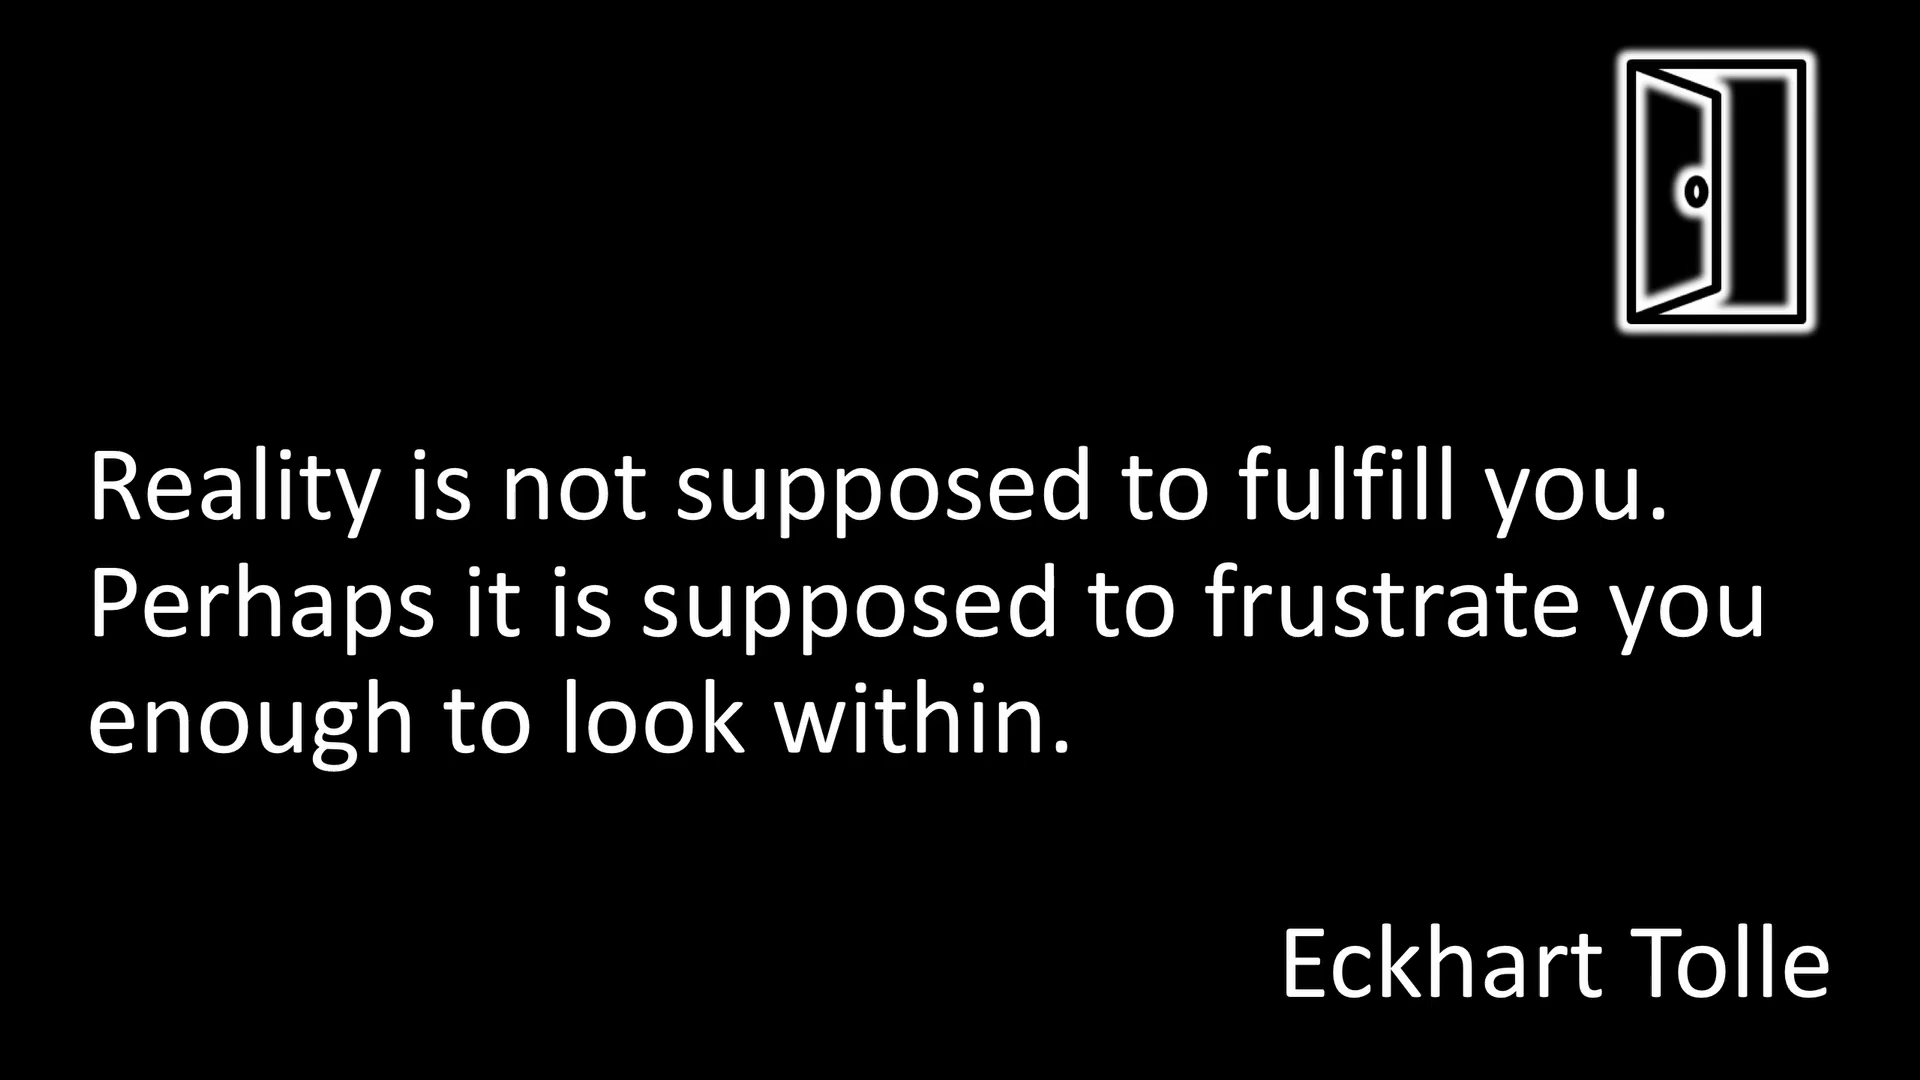 Reality is not supposed to fulfill you.
Perhaps it is supposed to frustrate you
enough to look within.
Eckhart Tolle